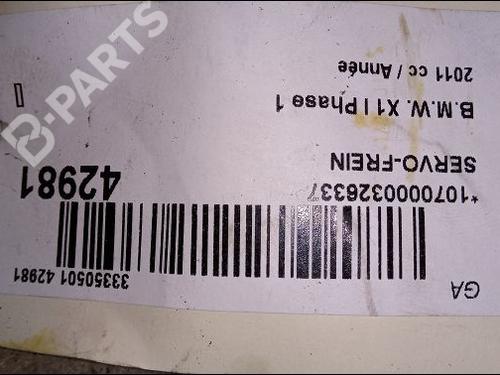 GA
33350501 42981
*1070000326337
42981
SERVO-FREIN
B.M.W. X1 I Phase 1
2011 cc / Année
B-PARTS